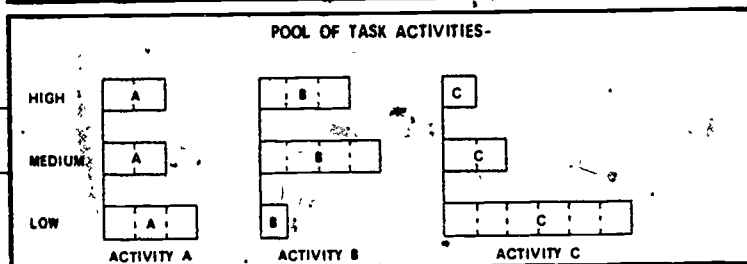 POOL OF TASK ACTIVITIES-
HIGH A B C
MEDIUM A B C
LOW A B C
ACTIVITY A ACTIVITY B ACTIVITY C